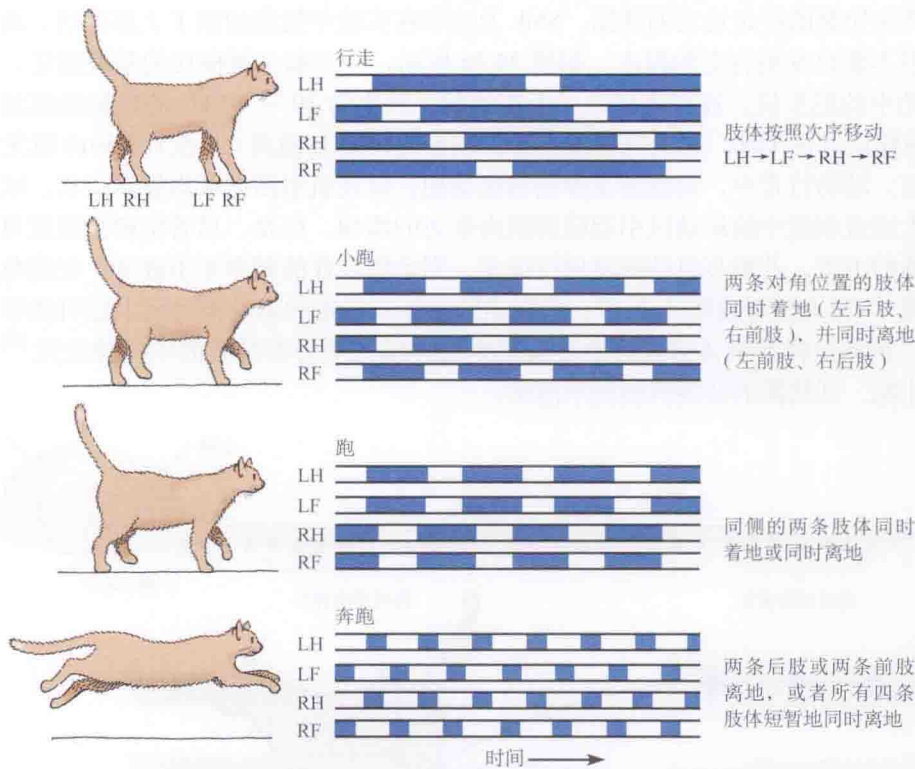 行走
LH
LF
RH
RF
肢体按照次序移动
LH→LF→RH→RF
LH RH LF RF
小跑
LH
LF
RH
RF
两条对角位置的肢体
同时着地(左后肢、
右前肢),并同时离地
(左前肢、右后肢)
跑
LH
LF
RH
RF
同侧的两条肢体同时
着地或同时离地
奔跑
LH
LF
RH
RF
两条后肢或两条前肢
离地,或者所有四条
肢体短暂地同时离地
时间